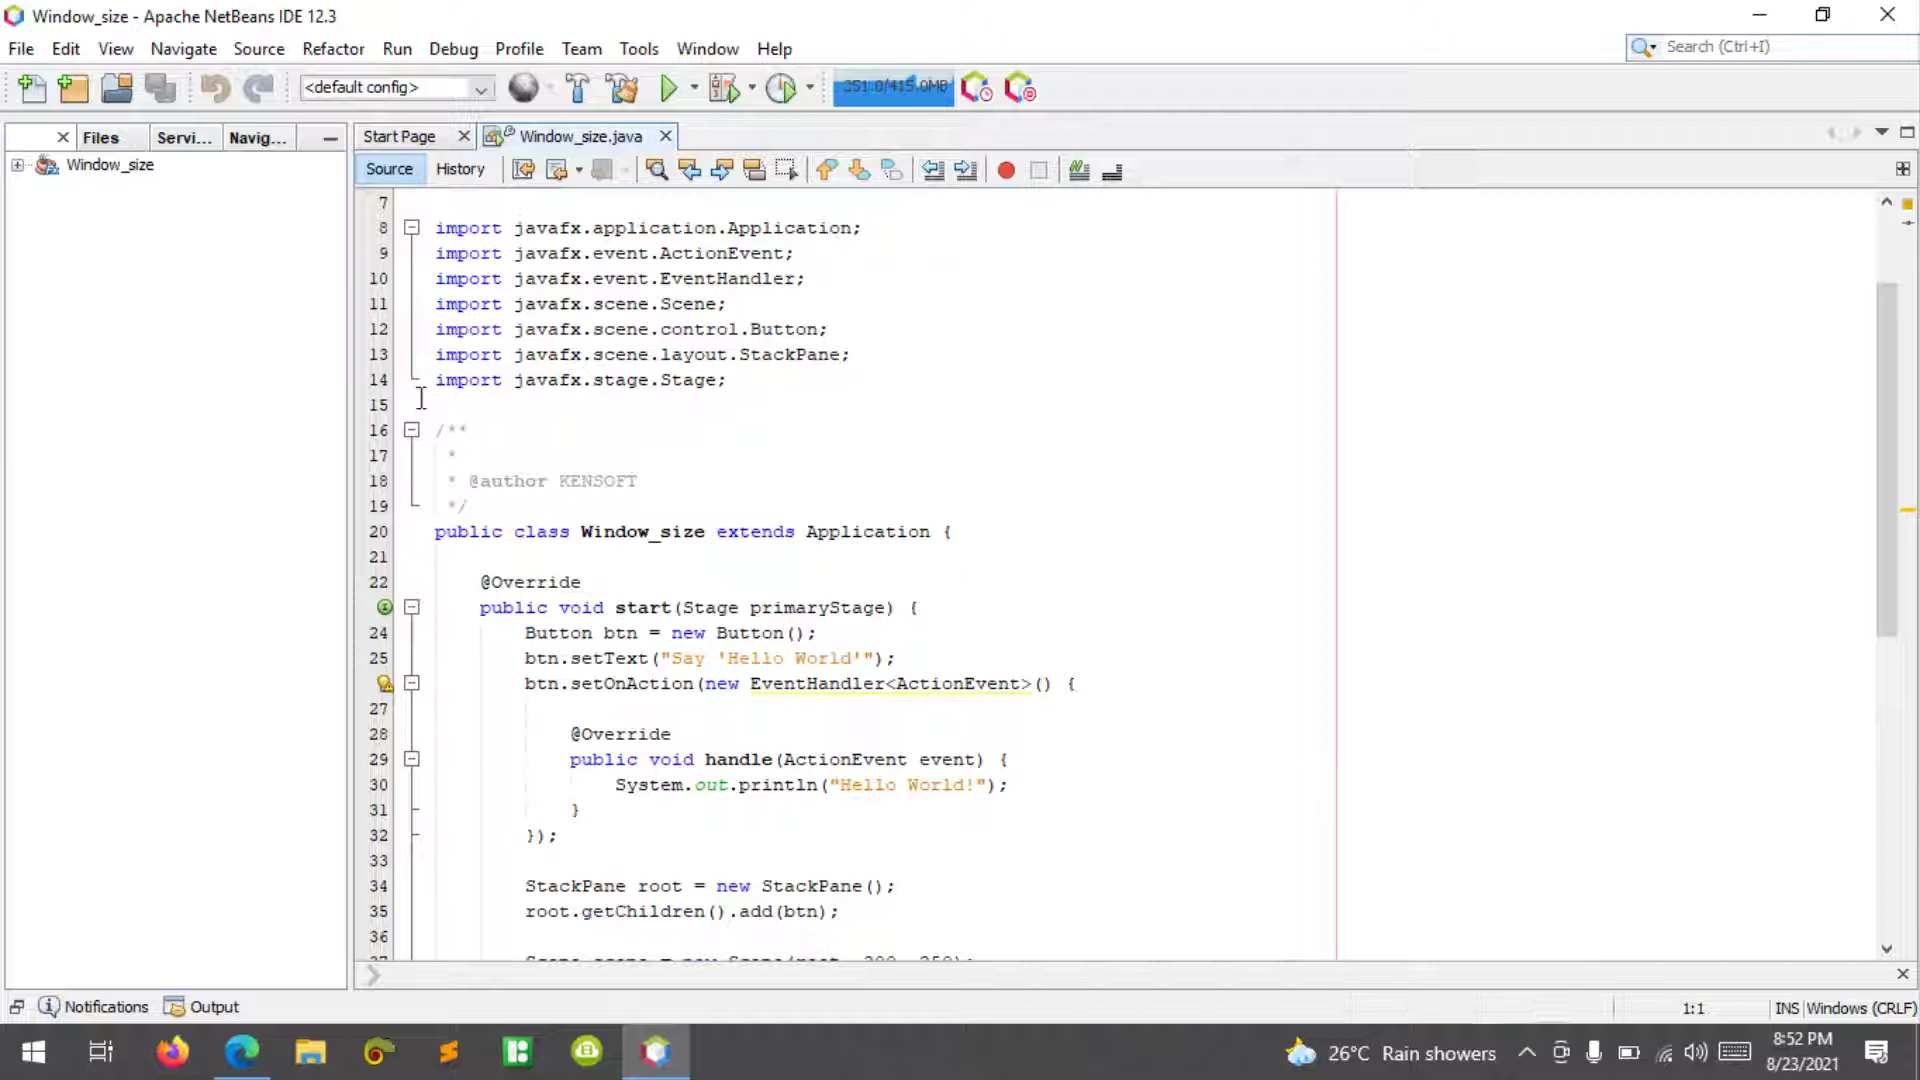 Window_size - Apache NetBeans IDE 12.3
File Edit View Navigate Source Refactor Run Debug Profile Team Tools Window Help
Search (Ctrl+I)
<default config>
251.0/415.0MB
Files Servi... Navig...
Start Page Window_size.java
Window_size
Source History
7
8 import javafx.application.Application;
9 import javafx.event.ActionEvent;
10 import javafx.event.EventHandler;
11 import javafx.scene.Scene;
12 import javafx.scene.control.Button;
13 import javafx.scene.layout.StackPane;
14 import javafx.stage.Stage;
15
16 /**
17 *
18 * @author KENSOFT
19 */
20 public class Window_size extends Application {
21
22 @Override
public void start(Stage primaryStage) {
24 Button btn = new Button();
25 btn.setText("Say 'Hello World'");
btn.setOnAction(new EventHandler<ActionEvent>() {
27
28 @Override
29 public void handle(ActionEvent event) {
30 System.out.println("Hello World!");
31 }
32 });
33
34 StackPane root = new StackPane();
35 root.getChildren().add(btn);
36
Notifications Output
1:1 INS Windows (CRLF)
26°C Rain showers
8:52 PM
8/23/2021